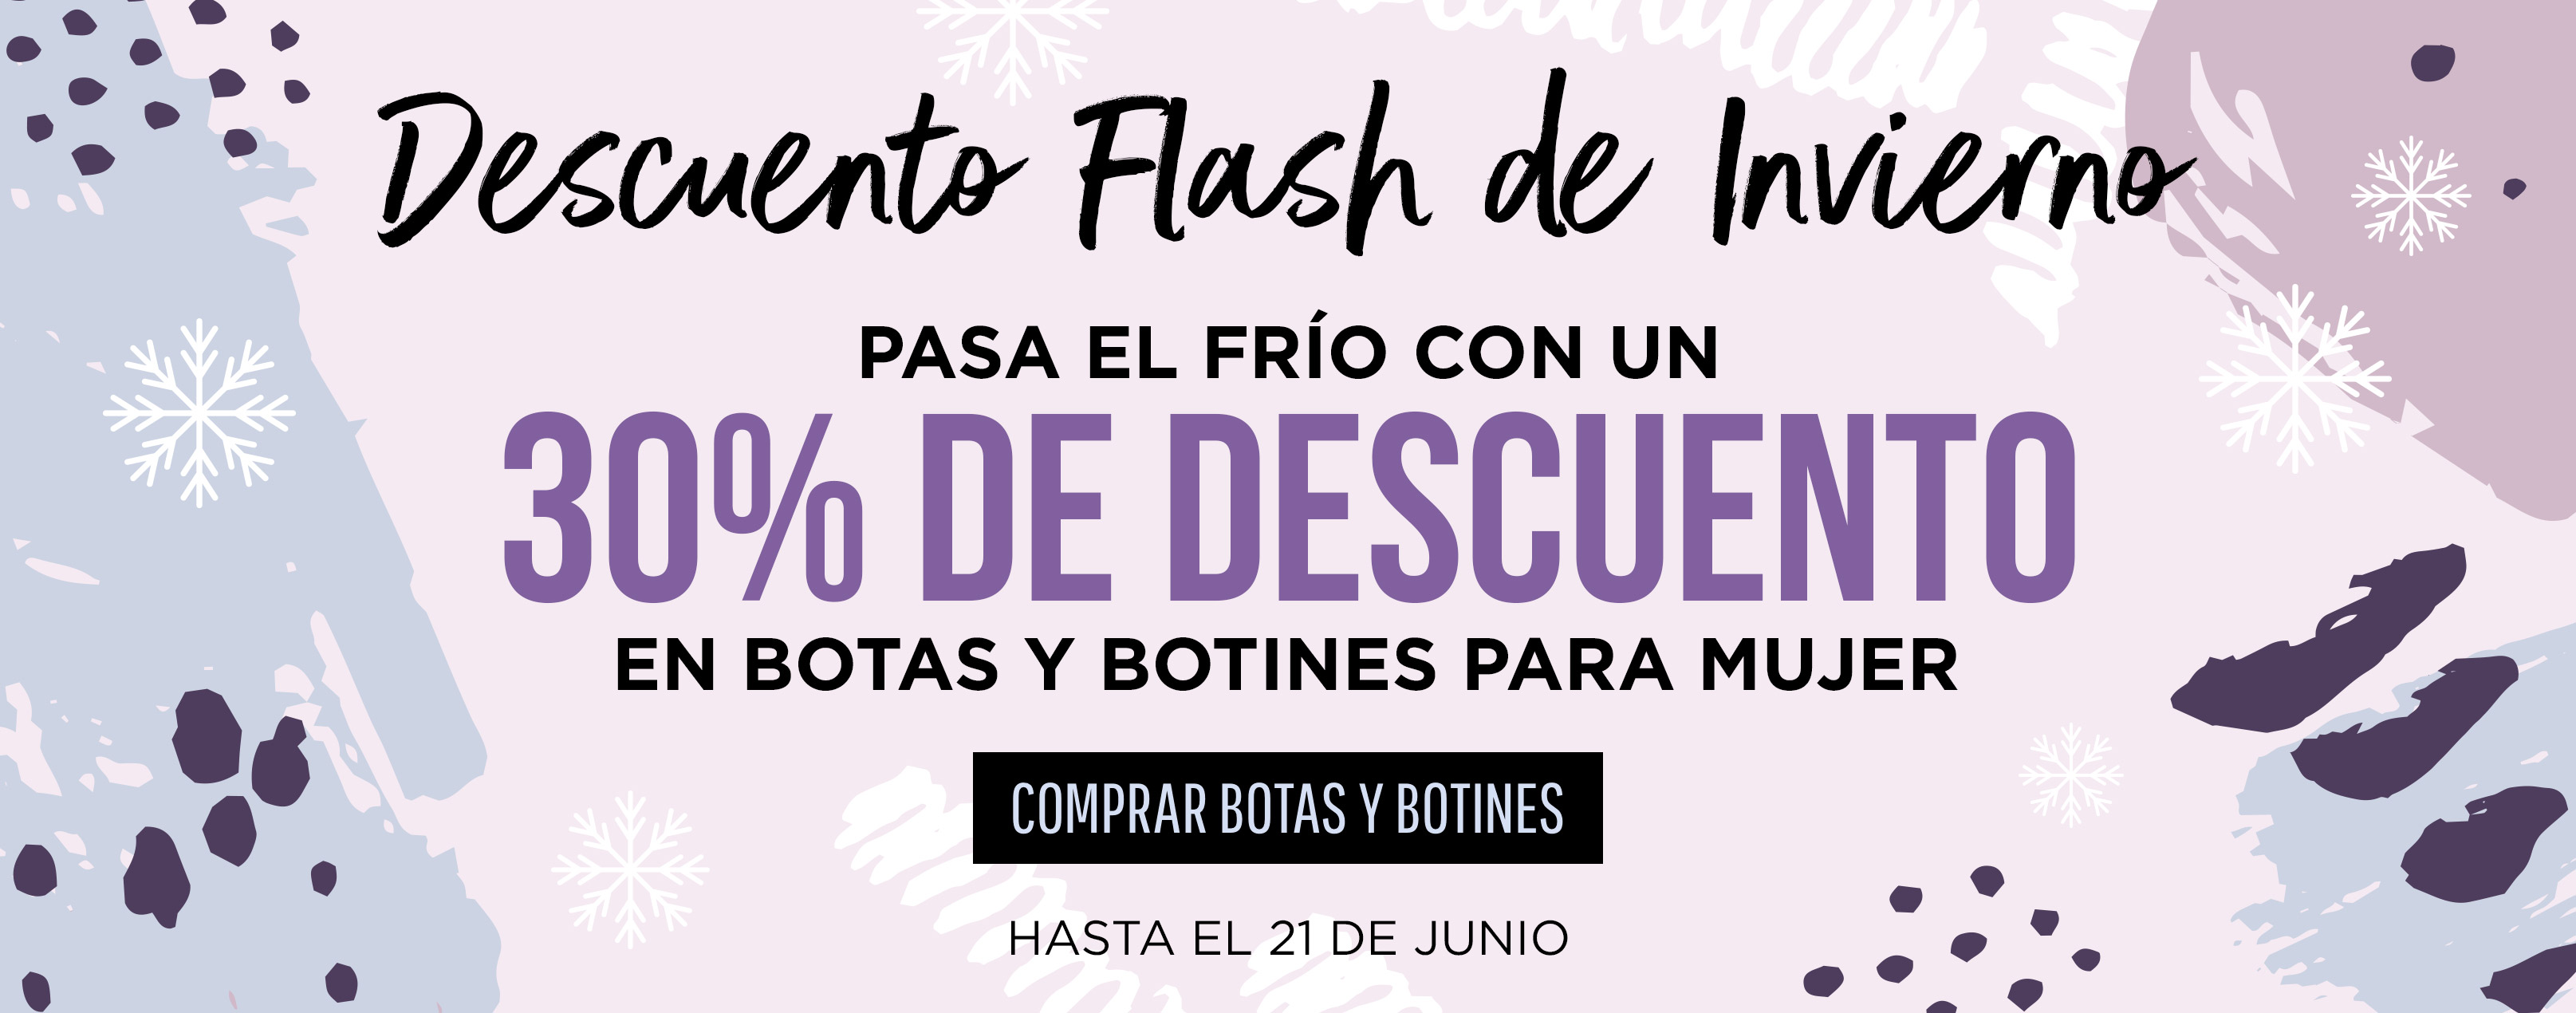 Descuento Flash de Invierno
PASA EL FRÍO CON UN
30% DE DESCUENTO
EN BOTAS Y BOTINES PARA MUJER
COMPRAR BOTAS Y BOTINES
HASTA EL 21 DE JUNIO